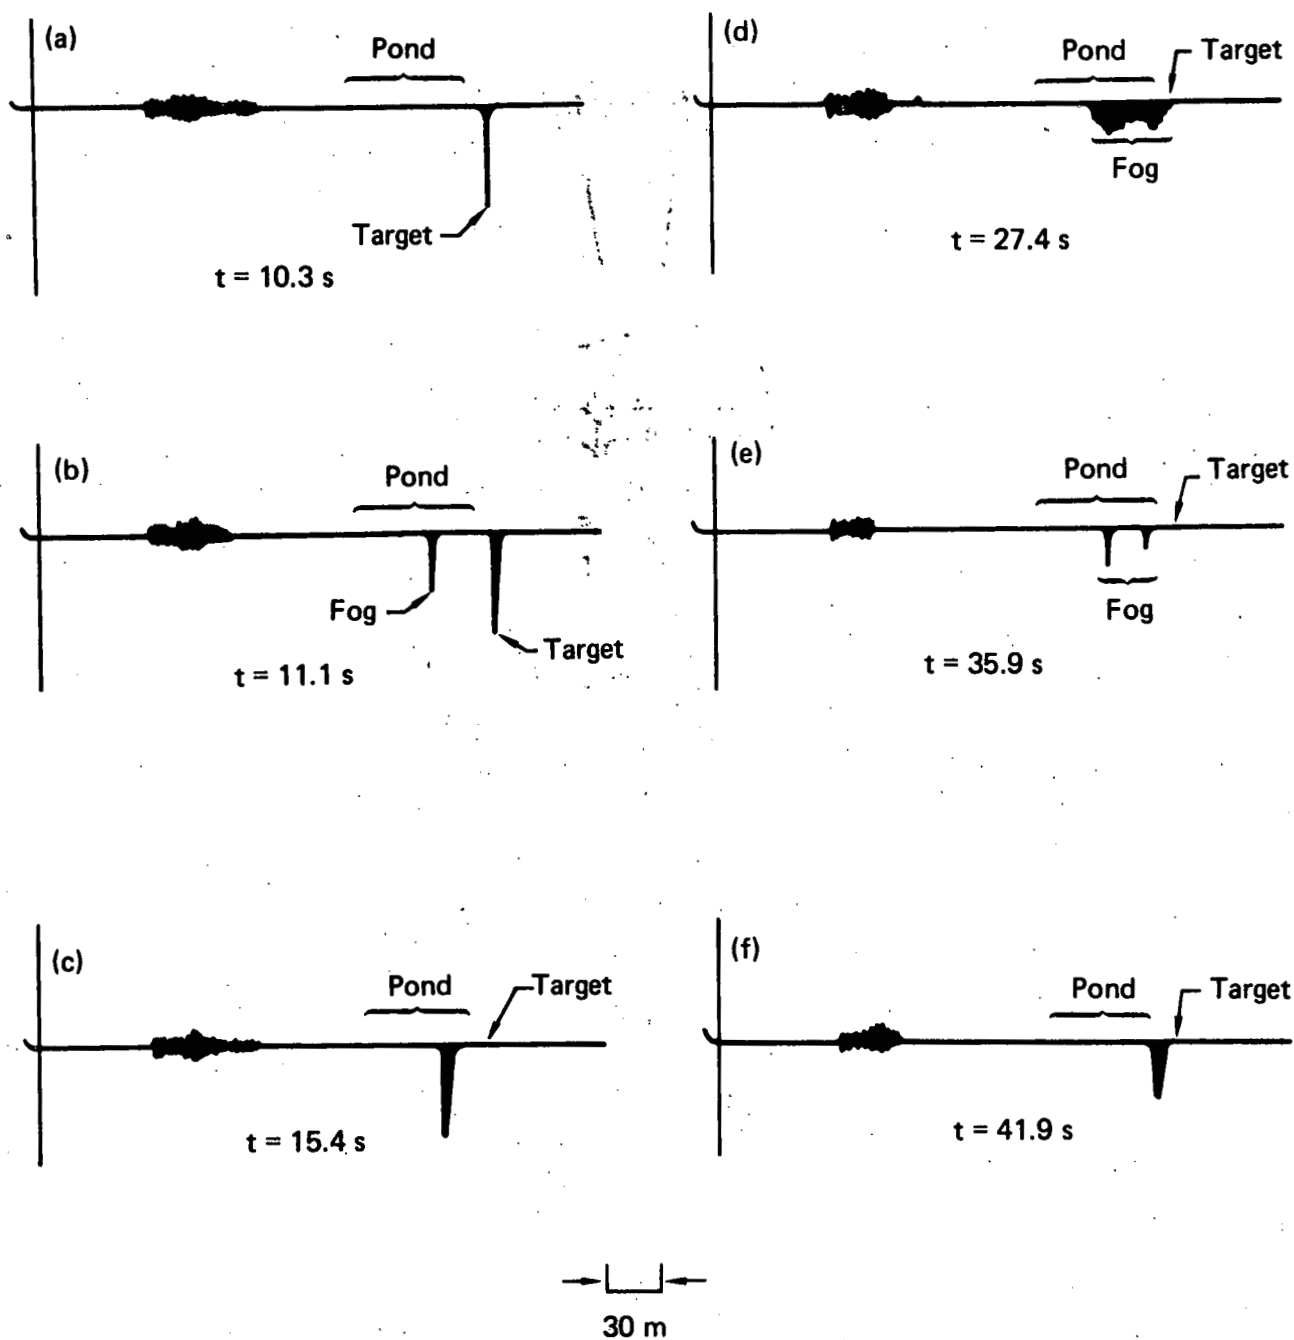 (a)
Pond
Target
t = 10.3 s
(b)
Pond
Fog
Target
t = 11.1 s
(c)
Pond
Target
t = 15.4 s
(d)
Pond
Target
Fog
t = 27.4 s
(e)
Pond
Target
Fog
t = 35.9 s
(f)
Pond
Target
t = 41.9 s
30 m